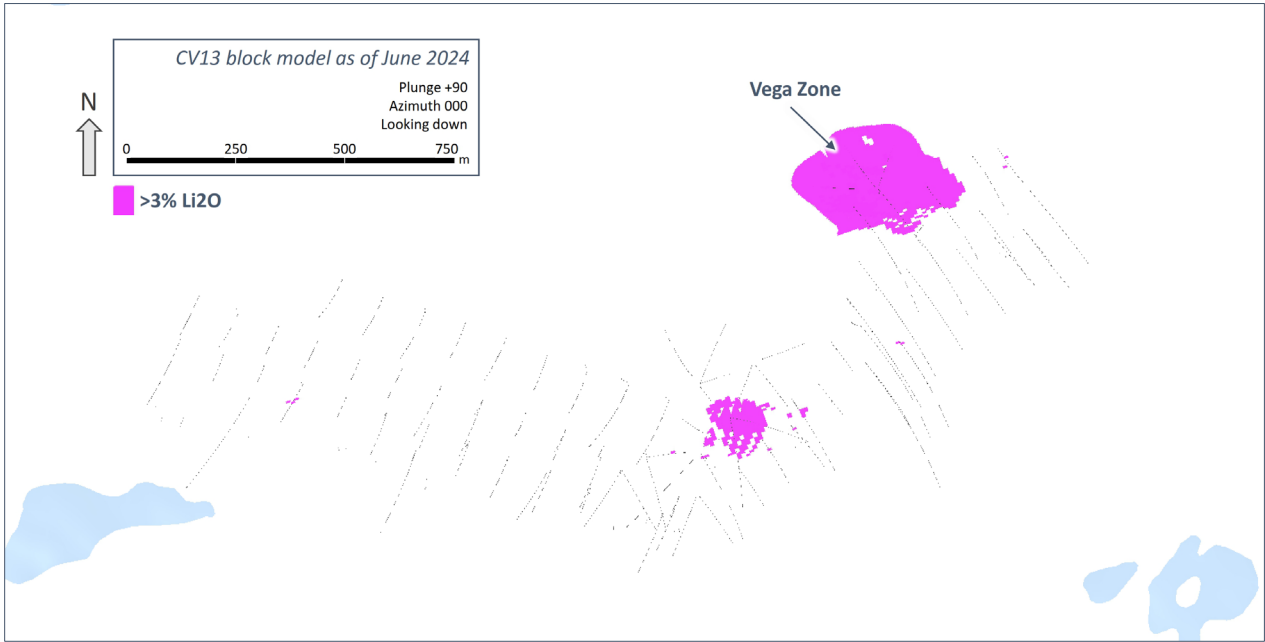 CV13 block model as of June 2024
Plunge +90
Azimuth 000
Looking down
N
0 250 500 750 m
>3% Li2O
Vega Zone